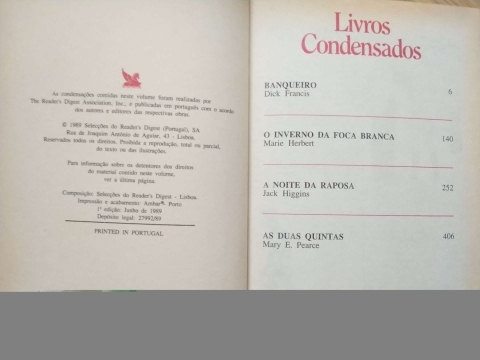 As condensações contidas neste volume foram realizadas por
The Reader's Digest Association, Inc., e publicadas em português com o acordo
dos autores e editores das respectivas obras.
© 1989 Selecções do Reader's Digest (Portugal), SA
Rua de Joaquim António de Aguiar, 43 - Lisboa.
Reservados todos os direitos. Proibida a reprodução, total ou parcial,
do texto ou das ilustrações.
Para informação sobre os detentores dos direitos
do material contido neste volume,
ver a última página.
Composição: Selecções do Reader's Digest - Lisboa.
Impressão e acabamento: Ambar - Porto
1ª edição: Junho de 1989
Depósito legal: 27992/89
PRINTED IN PORTUGAL
Livros
Condensados
BANQUEIRO
Dick Francis 6
O INVERNO DA FOCA BRANCA 140
Marie Herbert
A NOITE DA RAPOSA 252
Jack Higgins
AS DUAS QUINTAS 406
Mary E. Pearce